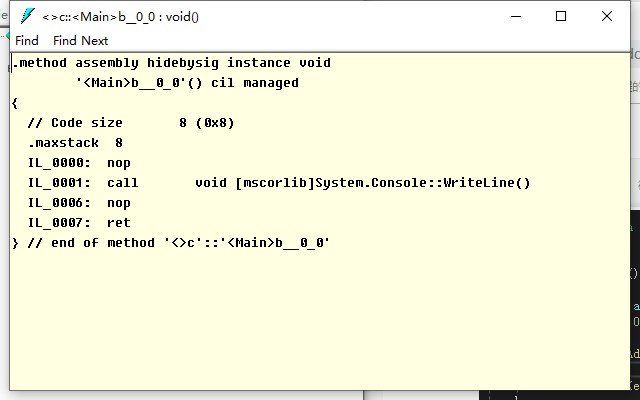 <>c::<Main>b__0_0 : void()
Find Find Next
.method assembly hidebysig instance void
'<Main>b__0_0'() cil managed
{
// Code size 8 (0x8)
.maxstack 8
IL_0000: nop
IL_0001: call void [mscorlib]System.Console::WriteLine()
IL_0006: nop
IL_0007: ret
} // end of method '<>c'::'<Main>b__0_0'